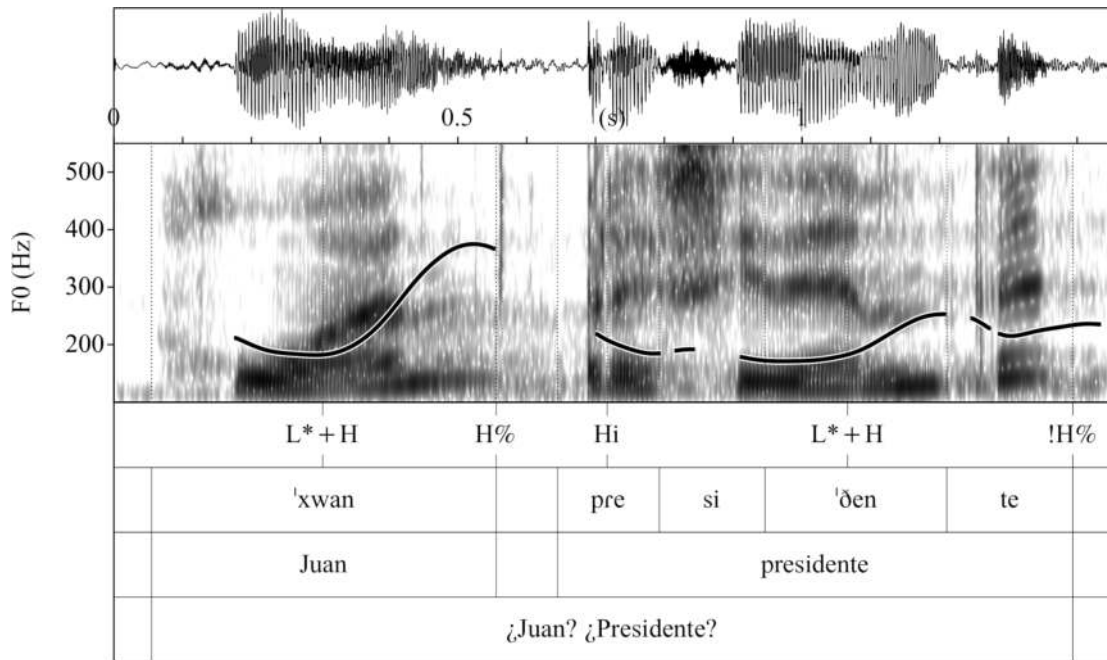 0 0.5 (s) 1
500
400
300
200
F0 (Hz)
L*+H H% Hi L*+H !H%
ˈxwan pɾe si ˈðen te
Juan presidente
¿Juan? ¿Presidente?